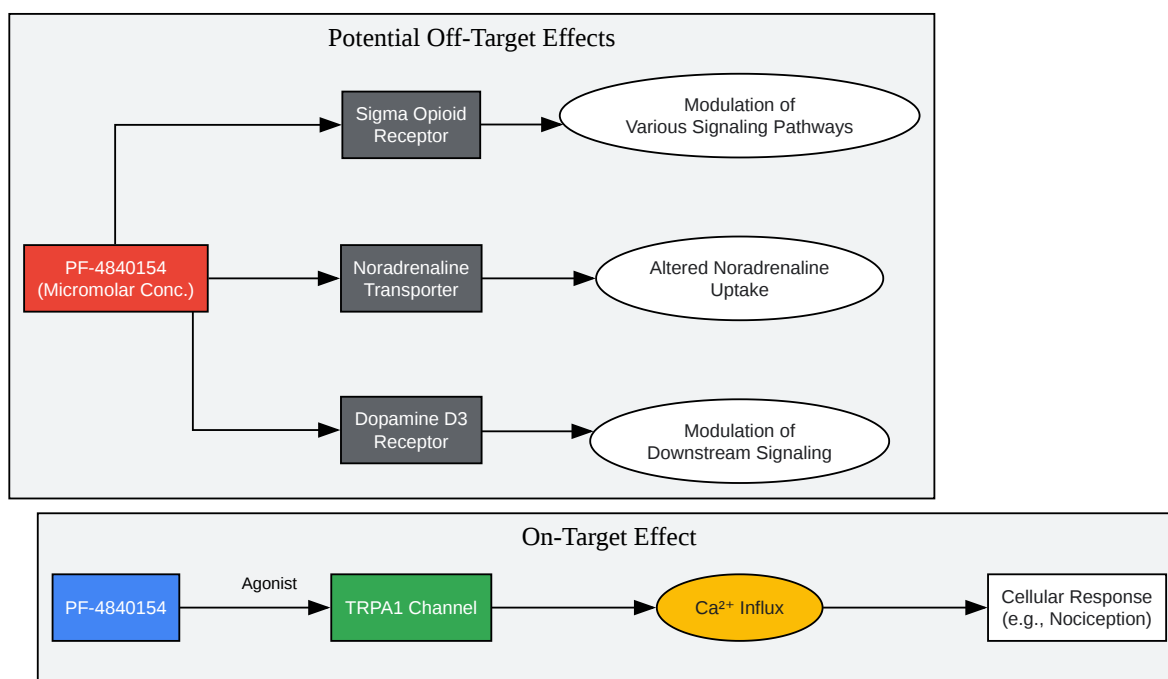 Potential Off-Target Effects
Sigma Opioid
Receptor
Modulation of
Various Signaling Pathways
PF-4840154
(Micromolar Conc.)
Noradrenaline
Transporter
Altered Noradrenaline
Uptake
Dopamine D3
Receptor
Modulation of
Downstream Signaling
On-Target Effect
PF-4840154
Agonist
TRPA1 Channel
Ca²⁺ Influx
Cellular Response
(e.g., Nociception)